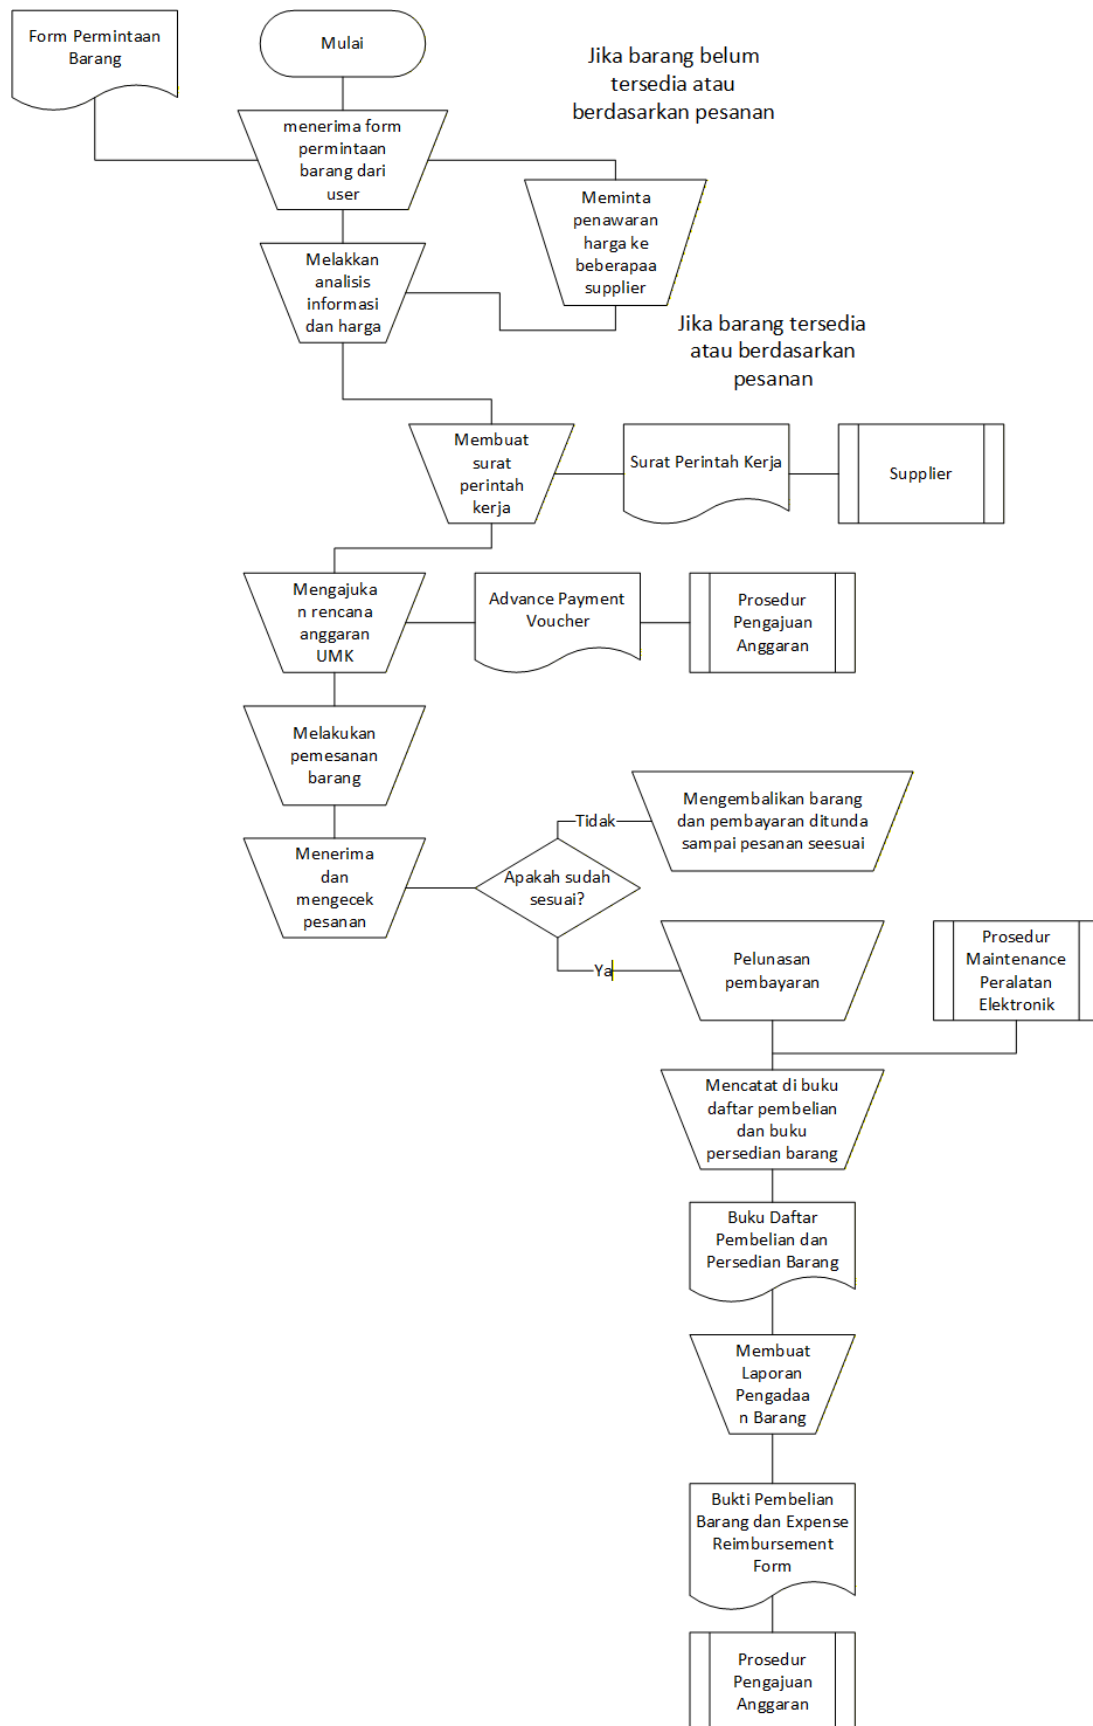 Form Permintaan
Barang
Mulai
Jika barang belum
tersedia atau
berdasarkan pesanan
menerima form
permintaan
barang dari
user
Meminta
penawaran
harga ke
beberapaa
supplier
Melakkan
analisis
informasi
dan harga
Jika barang tersedia
atau berdasarkan
pesanan
Membuat
surat
perintah
kerja
Surat Perintah Kerja
Supplier
Mengajuka
n rencana
anggaran
UMK
Advance Payment
Voucher
Prosedur
Pengajuan
Anggaran
Melakukan
pemesanan
barang
Tidak
Mengembalikan barang
dan pembayaran ditunda
sampai pesanan seesuai
Menerima
dan
mengecek
pesanan
Apakah sudah
sesuai?
Ya
Pelunasan
pembayaran
Prosedur
Maintenance
Peralatan
Elektronik
Mencatat di buku
daftar pembelian
dan buku
persedian barang
Buku Daftar
Pembelian dan
Persedian Barang
Membuat
Laporan
Pengadaa
n Barang
Bukti Pembelian
Barang dan Expense
Reimbursement
Form
Prosedur
Pengajuan
Anggaran